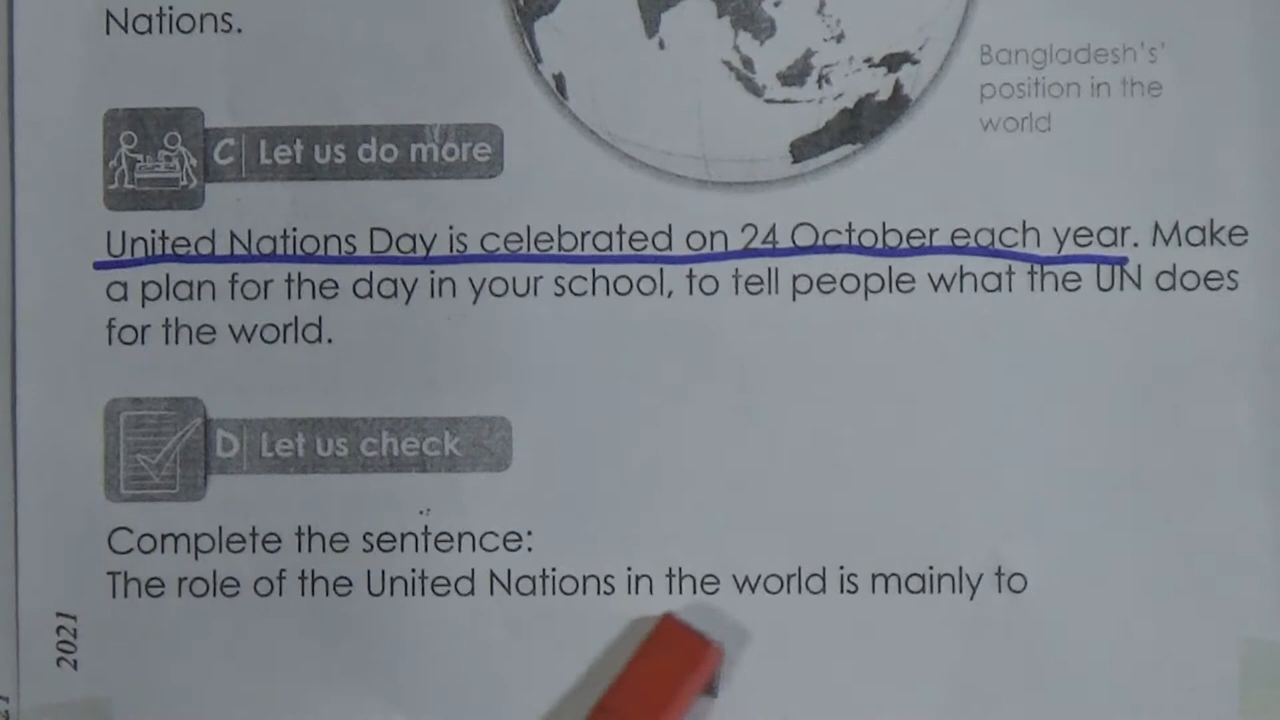 Nations.
Bangladesh's'
position in the
world
C Let us do more
United Nations Day is celebrated on 24 October each year. Make
a plan for the day in your school, to tell people what the UN does
for the world.
D Let us check
Complete the sentence:
The role of the United Nations in the world is mainly to
2021